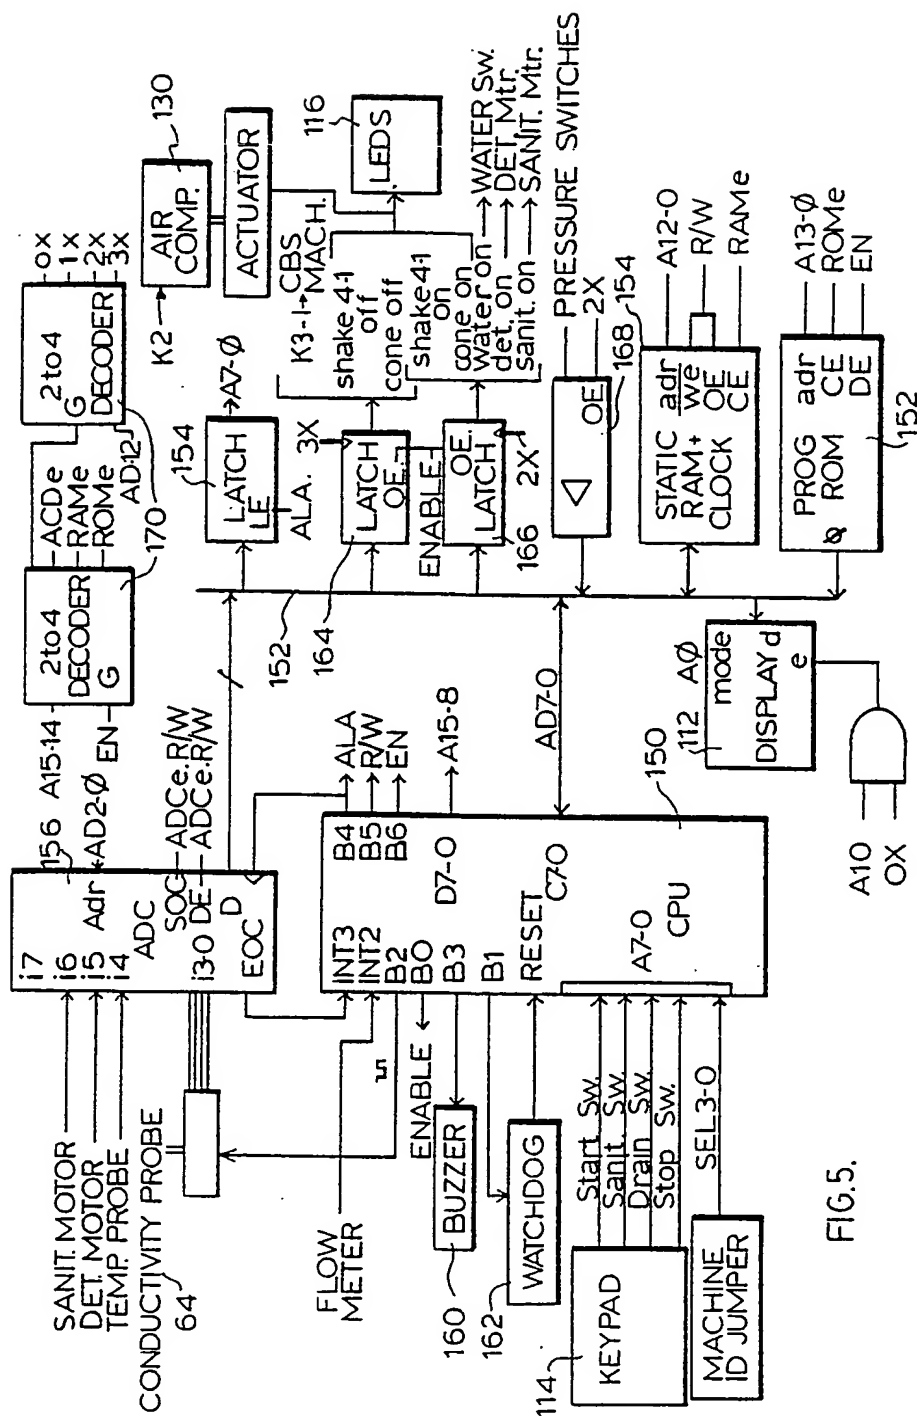 SANIT. MOTOR
DET. MOTOR
TEMP. PROBE
CONDUCTIVITY PROBE
64
i7
i6
i5
i4
Adr
ADC
SOC
i3-0
DE
D
EOC
156
AD2-Ø
ADCe·R/W
ADCe·R/W
A15-14
EN
2to4
DECODER
G
ACDe
RAMe
ROMe
170
AD-12
2to4
G
DECODER
0X
1X
2X
3X
K2
AIR
COMP.
130
ACTUATOR
LEDS
116
FLOW
METER
INT3
INT2
B2
BO
B3
B1
RESET
B4
B5
B6
D7-0
C70
A7-0
CPU
150
ALA
R/W
EN
A15-8
AD7-0
ENABLE
BUZZER
160
WATCHDOG
162
KEYPAD
114
Start Sw.
Sanit. Sw.
Drain Sw.
Stop Sw.
MACHINE
ID JUMPER
SEL3-0
152
LATCH
LE
154
A7-Ø
ALA.
3X
LATCH
OE
164
ENABLE
OE
LATCH
166
2X
K3-1
CBS
MACH.
shake 4-1
off
cone off
shake 4-1
on
cone on
water on
det. on
sanit. on
WATER Sw.
DET. Mtr.
SANIT. Mtr.
OE
PRESSURE SWITCHES
2X
168
STATIC
RAM +
CLOCK
adr
we
OE
CE
154
A12-0
R/W
RAMe
PROG
ROM
adr
CE
DE
A13-Ø
ROMe
EN
152
112
AØ
mode
DISPLAY
d
e
A10
OX
FIG.5.